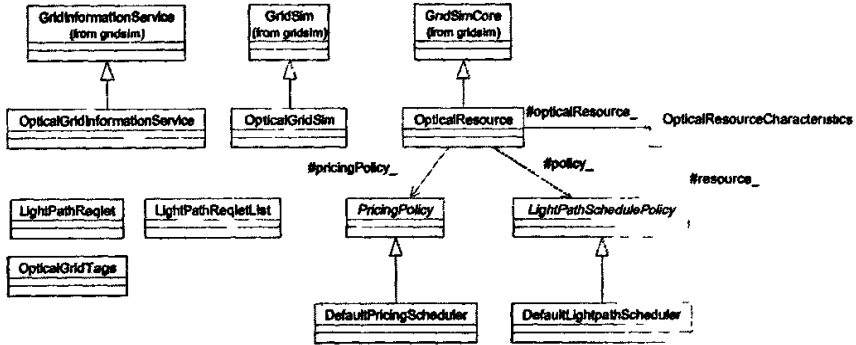 GridInformationService
(from gridsim)
GridSim
(from gridsim)
GridSimCore
(from gridsim)
OpticalGridInformationService
OpticalGridSim
OpticalResource
#opticalResource_
OpticalResourceCharacteristics
#pricingPolicy_
#policy_
#resource_
LightPathReqlet
LightPathReqletList
PricingPolicy
LightPathSchedulePolicy
OpticalGridTags
DefaultPricingScheduler
DefaultLightpathScheduler